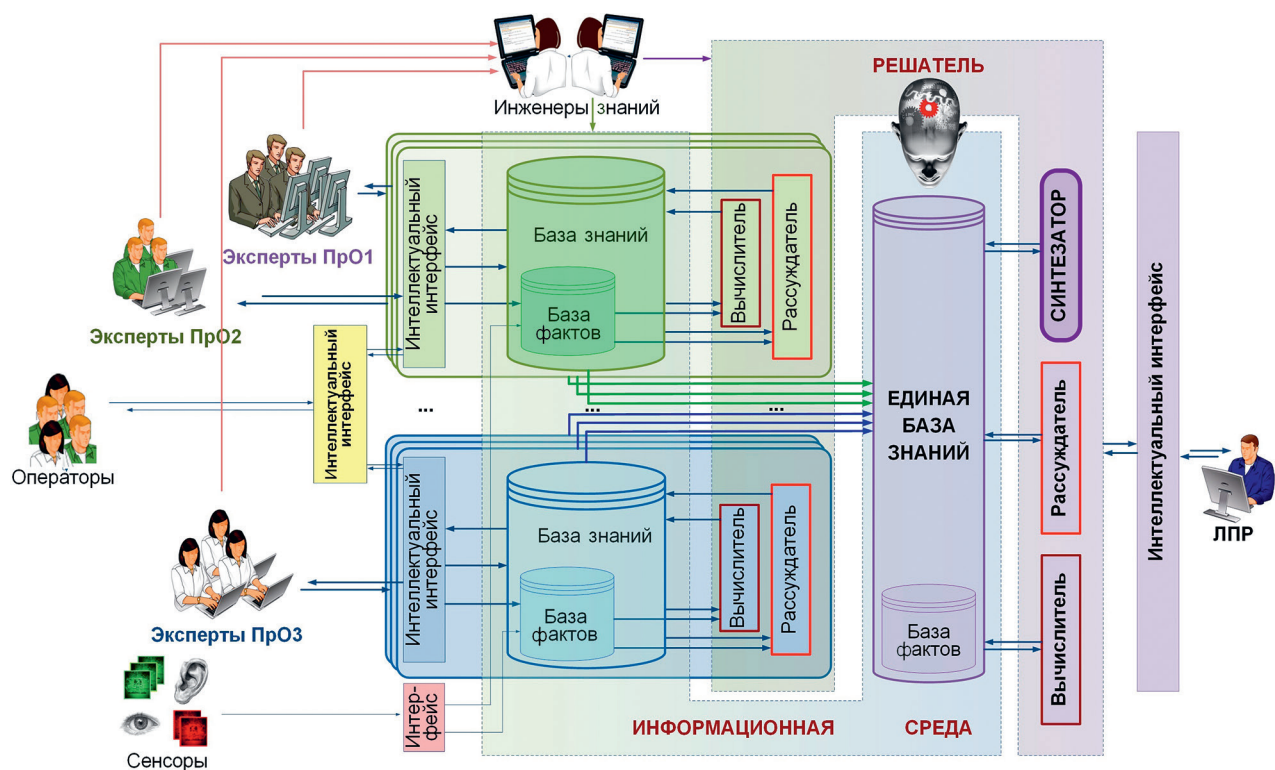 Инженеры знаний
РЕШАТЕЛЬ
Эксперты ПрО1
Эксперты ПрО2
Операторы
Эксперты ПрО3
Сенсоры
Интеллектуальный
интерфейс
База знаний
База
фактов
Вычислитель
Рассуждатель
Интеллектуальный
интерфейс
...
...
...
Интеллектуальный
интерфейс
База знаний
База
фактов
Вычислитель
Рассуждатель
Интер-
фейс
ЕДИНАЯ
БАЗА
ЗНАНИЙ
База
фактов
СИНТЕЗАТОР
Рассуждатель
Вычислитель
Интеллектуальный интерфейс
ЛПР
ИНФОРМАЦИОННАЯ СРЕДА